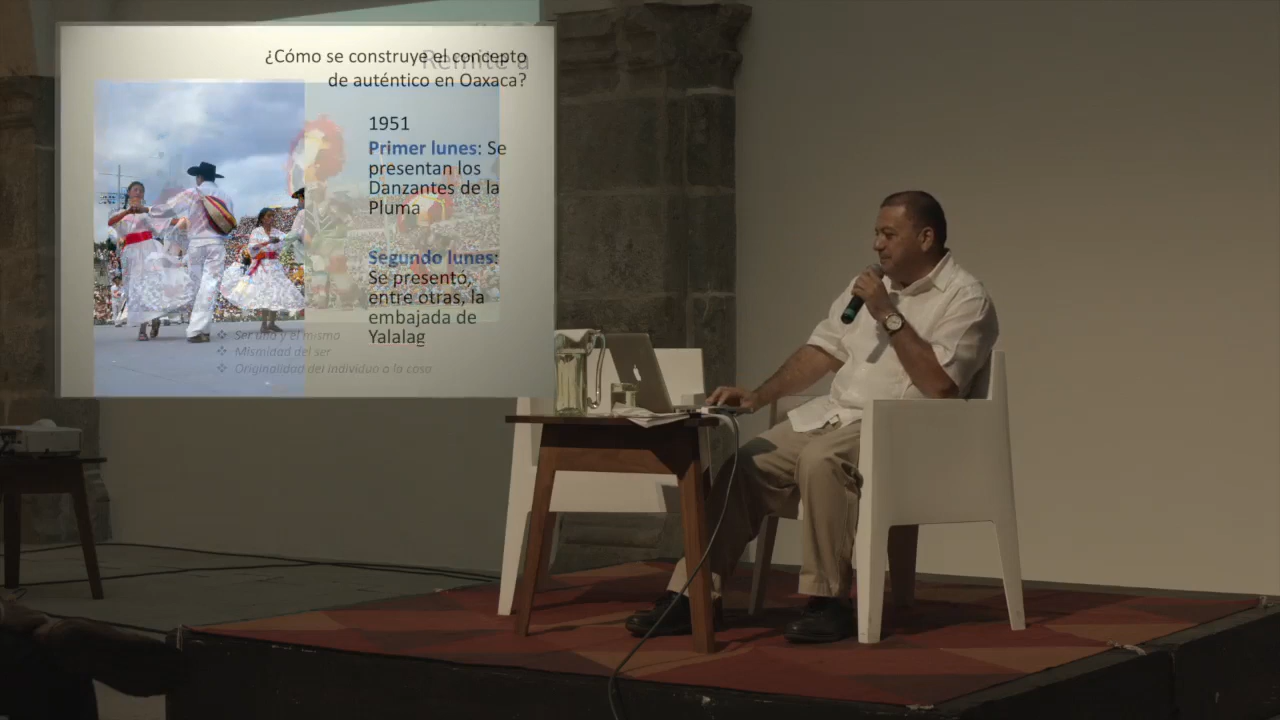 ¿Cómo se construye el concepto
Remite a
de auténtico en Oaxaca?
1951
Primer lunes: Se
presentan los
Danzantes de la
Pluma
Segundo lunes:
Se presentó,
entre otras, la
embajada de
Yalalag
❖ Ser uno y el mismo
❖ Mismidad del ser
❖ Originalidad del individuo a la cosa